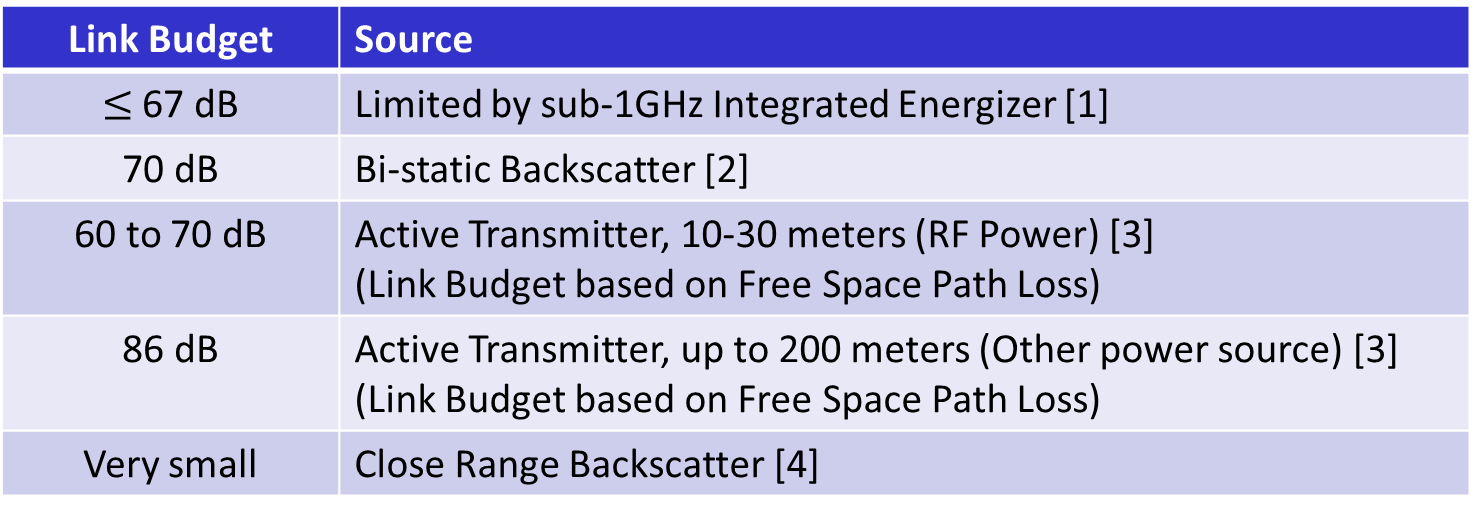 Link Budget Source
≤ 67 dB Limited by sub-1GHz Integrated Energizer [1]
70 dB Bi-static Backscatter [2]
60 to 70 dB Active Transmitter, 10-30 meters (RF Power) [3]
(Link Budget based on Free Space Path Loss)
86 dB Active Transmitter, up to 200 meters (Other power source) [3]
(Link Budget based on Free Space Path Loss)
Very small Close Range Backscatter [4]